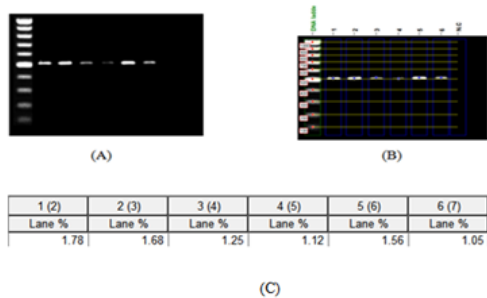 DNA ladder 1 2 3 4 5 6 N.C
(A)
(B)
1 (2) 2 (3) 3 (4) 4 (5) 5 (6) 6 (7)
Lane % Lane % Lane % Lane % Lane % Lane %
1.78 1.68 1.25 1.12 1.56 1.05
(C)